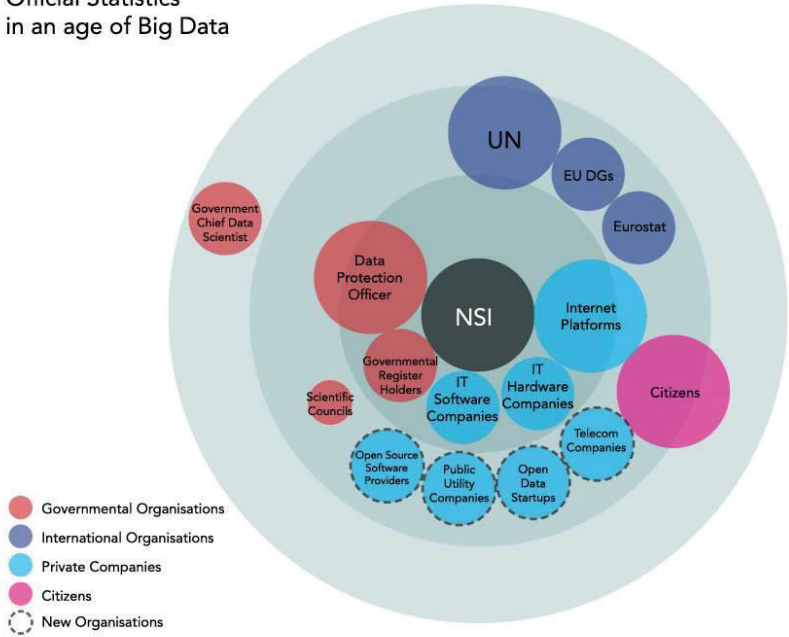 Official Statistics
in an age of Big Data
UN
EU DGs
Eurostat
Government
Chief Data
Scientist
Data
Protection
Officer
NSI
Internet
Platforms
Governmental
Register
Holders
IT
Software
Companies
IT
Hardware
Companies
Citizens
Scientific
Councils
Open Source
Software
Providers
Public
Utility
Companies
Open
Data
Startups
Telecom
Companies
Governmental Organisations
International Organisations
Private Companies
Citizens
New Organisations